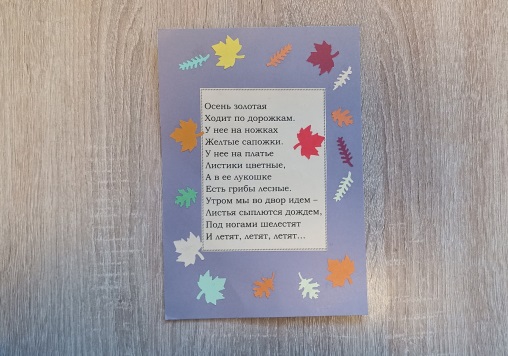 Осень золотая
Ходит по дорожкам.
У нее на ножках
Желтые сапожки.
У нее на платье
Листики цветные,
А в ее лукошке
Есть грибы лесные.
Утром мы во двор идем –
Листья сыплются дождем,
Под ногами шелестят
И летят, летят, летят...